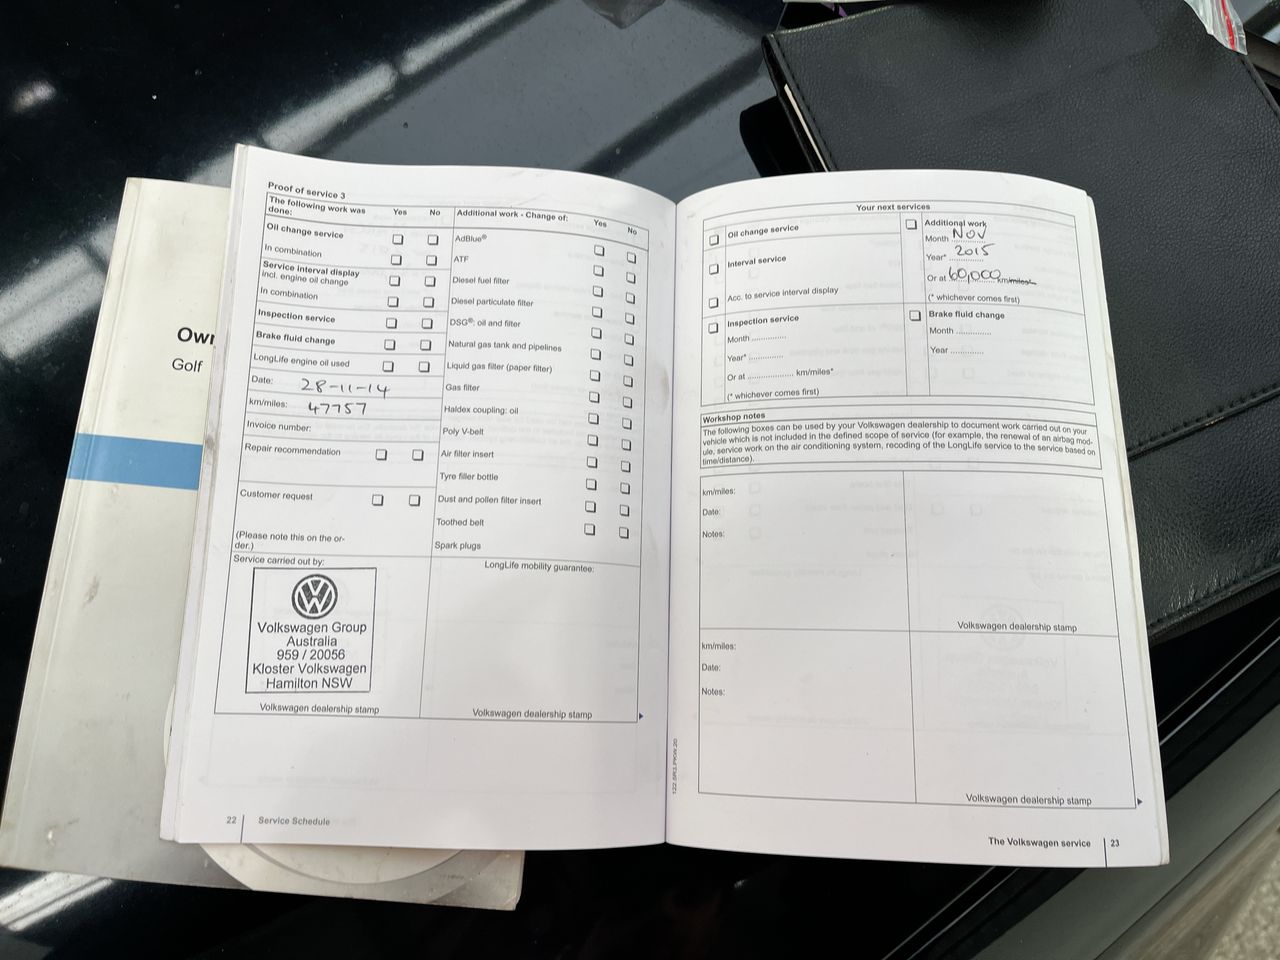 Own
Golf
Proof of service 3
The following work was done:
Yes
No
Oil change service
In combination
Service interval display
incl. engine oil change
In combination
Inspection service
Brake fluid change
LongLife engine oil used
Date: 28-11-14
km/miles: 47757
Invoice number:
Repair recommendation
Customer request
(Please note this on the or-
der.)
Additional work - Change of:
Yes
No
AdBlue®
ATF
Diesel fuel filter
Diesel particulate filter
DSG®: oil and filter
Natural gas tank and pipelines
Liquid gas filter (paper filter)
Gas filter
Haldex coupling: oil
Poly V-belt
Air filter insert
Tyre filler bottle
Dust and pollen filter insert
Toothed belt
Spark plugs
Service carried out by:
Volkswagen Group
Australia
959 / 20056
Kloster Volkswagen
Hamilton NSW
Volkswagen dealership stamp
LongLife mobility guarantee:
Volkswagen dealership stamp
22
Service Schedule
Your next services
Oil change service
Interval service
Acc. to service interval display
Additional work
Month NOV
Year* 2015
Or at 60,000 km/miles*
(* whichever comes first)
Inspection service
Month ..............
Year* ..............
Or at .................. km/miles*
(* whichever comes first)
Brake fluid change
Month ..............
Year .............
Workshop notes
The following boxes can be used by your Volkswagen dealership to document work carried out on your
vehicle which is not included in the defined scope of service (for example, the renewal of an airbag mod-
ule, service work on the air conditioning system, recoding of the LongLife service to the service based on
time/distance).
km/miles:
Date:
Notes:
Volkswagen dealership stamp
km/miles:
Date:
Notes:
Volkswagen dealership stamp
The Volkswagen service
23